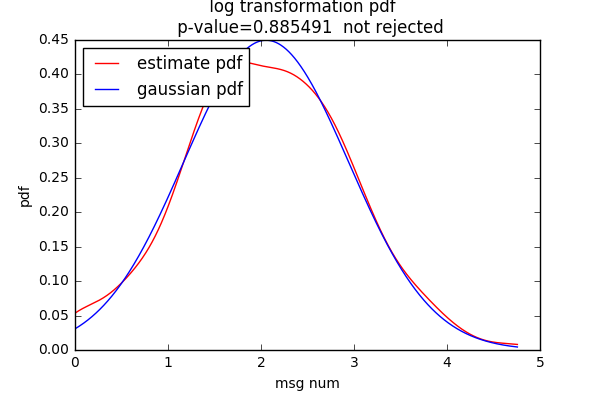 log transformation pdf
p-value=0.885491  not rejected
estimate pdf
gaussian pdf
0.45
0.40
0.35
0.30
0.25
0.20
0.15
0.10
0.05
0.00
pdf
0 1 2 3 4 5
msg num